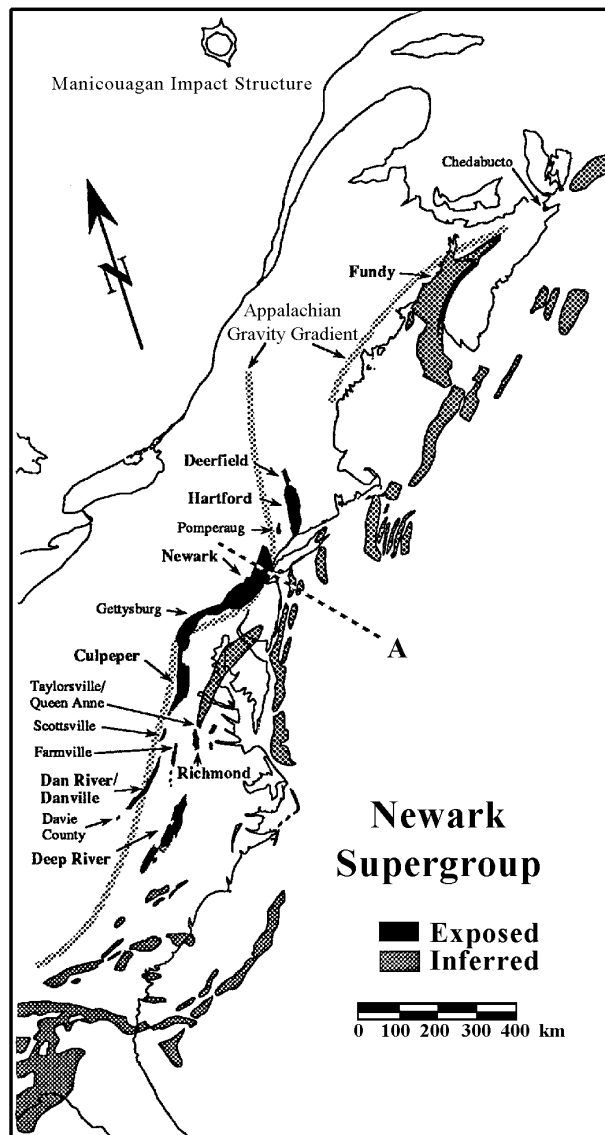 Manicouagan Impact Structure
Chedabucto
N
Fundy
Appalachian
Gravity Gradient
Deerfield
Hartford
Pomperaug
Newark
Gettysburg
A
Culpeper
Taylorsville/
Queen Anne
Scottsville
Farmville
Richmond
Dan River/
Danville
Davie
County
Deep River
Newark
Supergroup
Exposed
Inferred
0 100 200 300 400 km